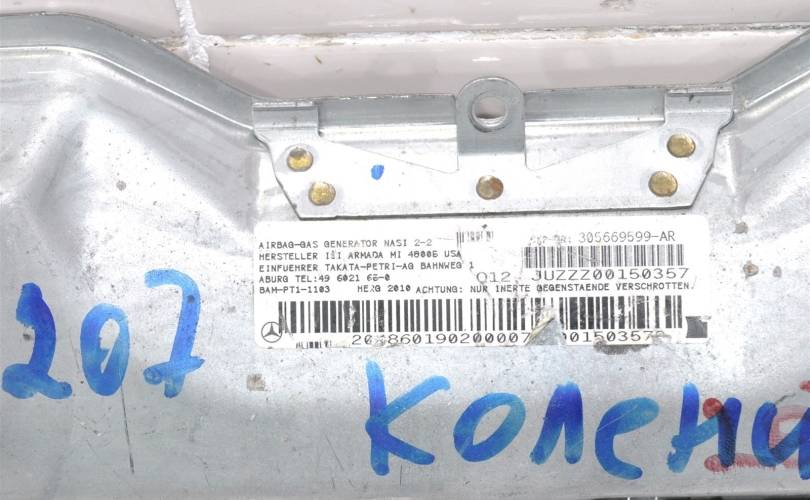 AIRBAG-GAS GENERATOR NASI 2-2
HERSTELLER ISI ARMADA MI 48005 USA
EINFUEHRER TAKATA-PETRI-AG BAHNWEG 1
ABURG TEL:49 6021 65-0
BAM-PT1-1103 HERG 2010 ACHTUNG: NUR INERTE GEGENSTAENDE VERSCHROTTEN.
305669599-AR
Q12 JUZZZ00150357
207
Колени